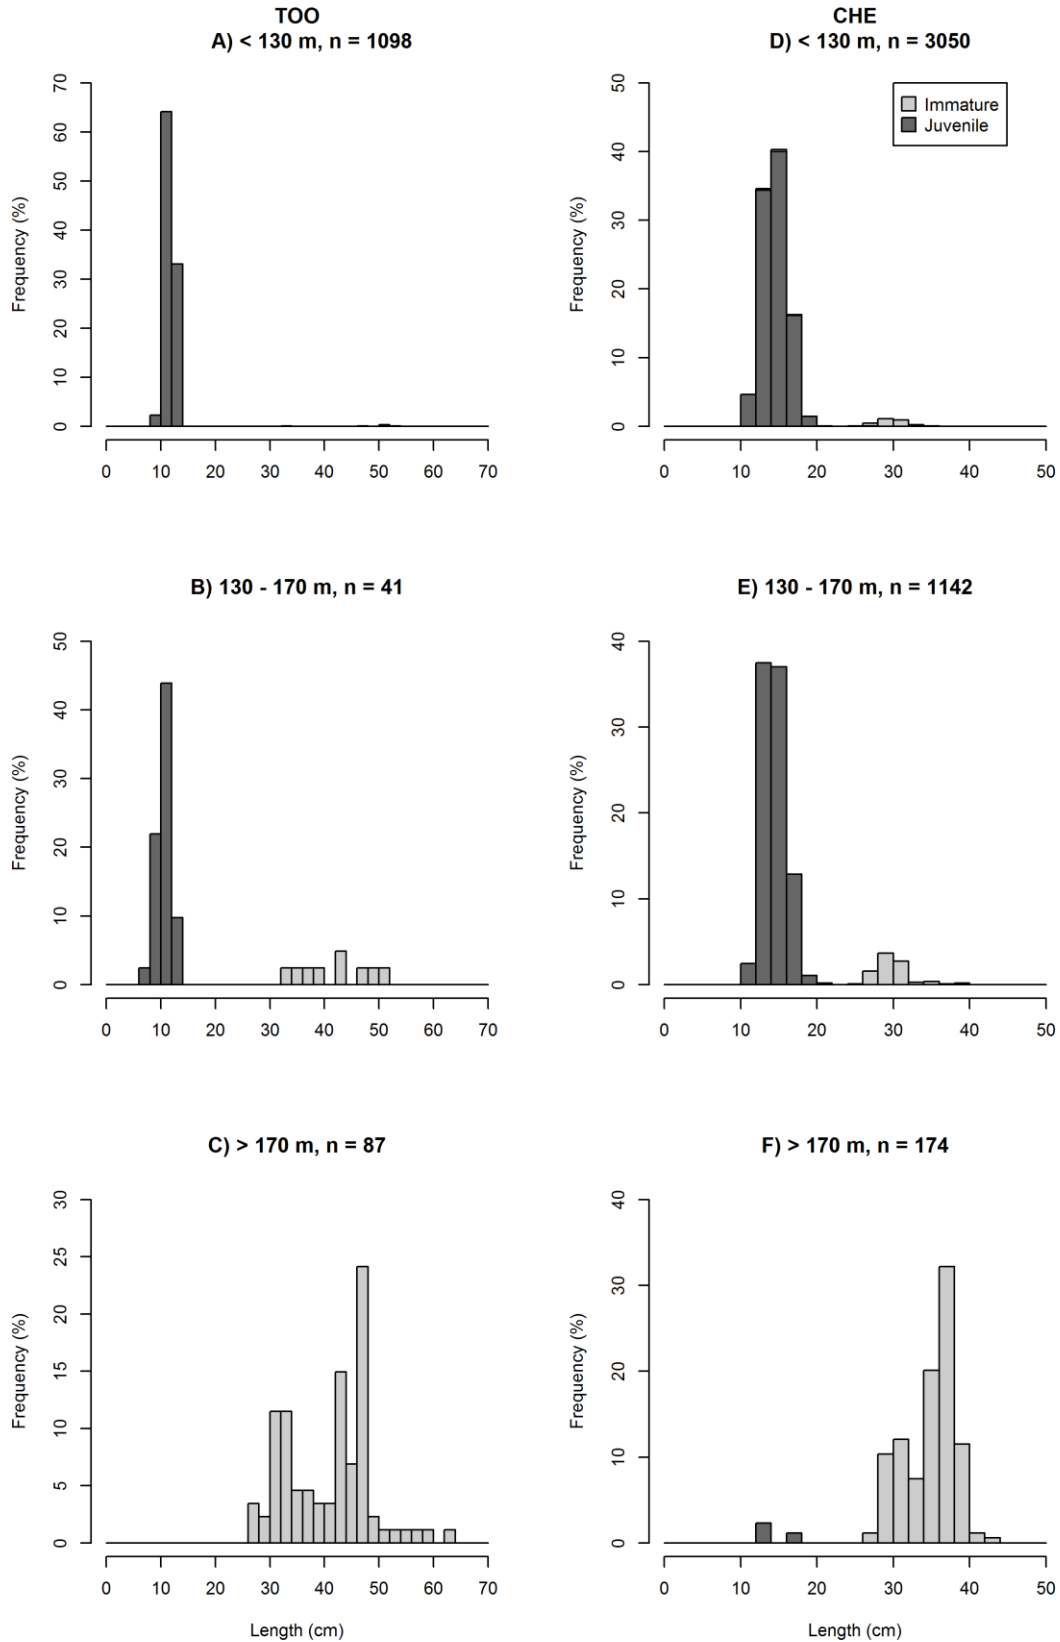 TOO
A) < 130 m, n = 1098
Frequency (%)
70
60
50
40
30
20
10
0
0 10 20 30 40 50 60 70
CHE
D) < 130 m, n = 3050
Immature
Juvenile
Frequency (%)
50
40
30
20
10
0
0 10 20 30 40 50
B) 130 - 170 m, n = 41
Frequency (%)
50
40
30
20
10
0
0 10 20 30 40 50 60 70
E) 130 - 170 m, n = 1142
Frequency (%)
40
30
20
10
0
0 10 20 30 40 50
C) > 170 m, n = 87
Frequency (%)
30
25
20
15
10
5
0
0 10 20 30 40 50 60 70
Length (cm)
F) > 170 m, n = 174
Frequency (%)
40
30
20
10
0
0 10 20 30 40 50
Length (cm)